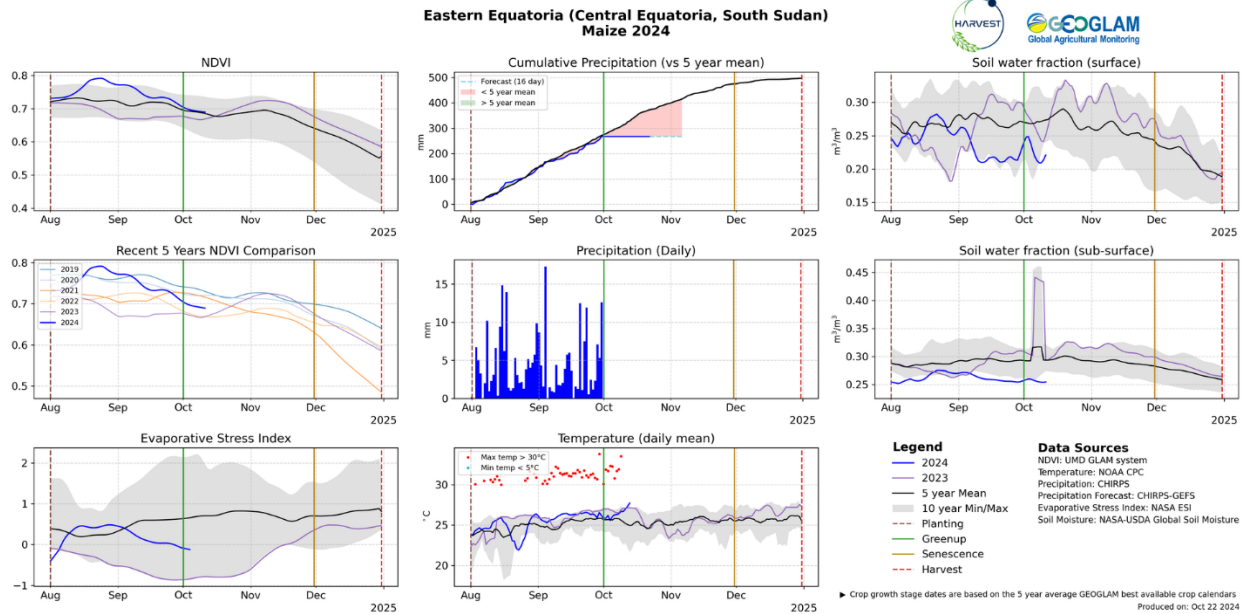 Eastern Equatoria (Central Equatoria, South Sudan)
Maize 2024
HARVEST
GEOGLAM
Global Agricultural Monitoring
NDVI
0.8
0.7
0.6
0.5
0.4
Aug
Sep
Oct
Nov
Dec
2025
Cumulative Precipitation (vs 5 year mean)
Forecast (16 day)
< 5 year mean
> 5 year mean
mm
500
400
300
200
100
0
Aug
Sep
Oct
Nov
Dec
2025
Soil water fraction (surface)
m³/m³
0.30
0.25
0.20
0.15
Aug
Sep
Oct
Nov
Dec
2025
Recent 5 Years NDVI Comparison
2019
2020
2021
2022
2023
2024
0.8
0.7
0.6
0.5
Aug
Sep
Oct
Nov
Dec
2025
Precipitation (Daily)
mm
15
10
5
0
Aug
Sep
Oct
Nov
Dec
2025
Soil water fraction (sub-surface)
m³/m³
0.45
0.40
0.35
0.30
0.25
Aug
Sep
Oct
Nov
Dec
2025
Evaporative Stress Index
2
1
0
−1
Aug
Sep
Oct
Nov
Dec
2025
Temperature (daily mean)
Max temp > 30°C
Min temp < 5°C
°C
30
25
20
Aug
Sep
Oct
Nov
Dec
2025
Legend
2024
2023
5 year Mean
10 year Min/Max
Planting
Greenup
Senescence
Harvest
Data Sources
NDVI: UMD GLAM system
Temperature: NOAA CPC
Precipitation: CHIRPS
Precipitation Forecast: CHIRPS-GEFS
Evaporative Stress Index: NASA ESI
Soil Moisture: NASA-USDA Global Soil Moisture
▶ Crop growth stage dates are based on the 5 year average GEOGLAM best available crop calendars
Produced on: Oct 22 2024